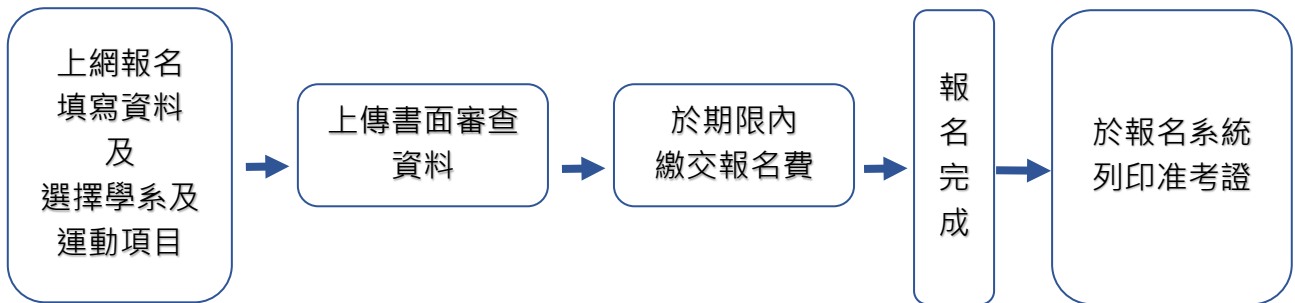 上網報名
填寫資料
及
選擇學系及
運動項目
上傳書面審查
資料
於期限內
繳交報名費
報
名
完
成
於報名系統
列印准考證